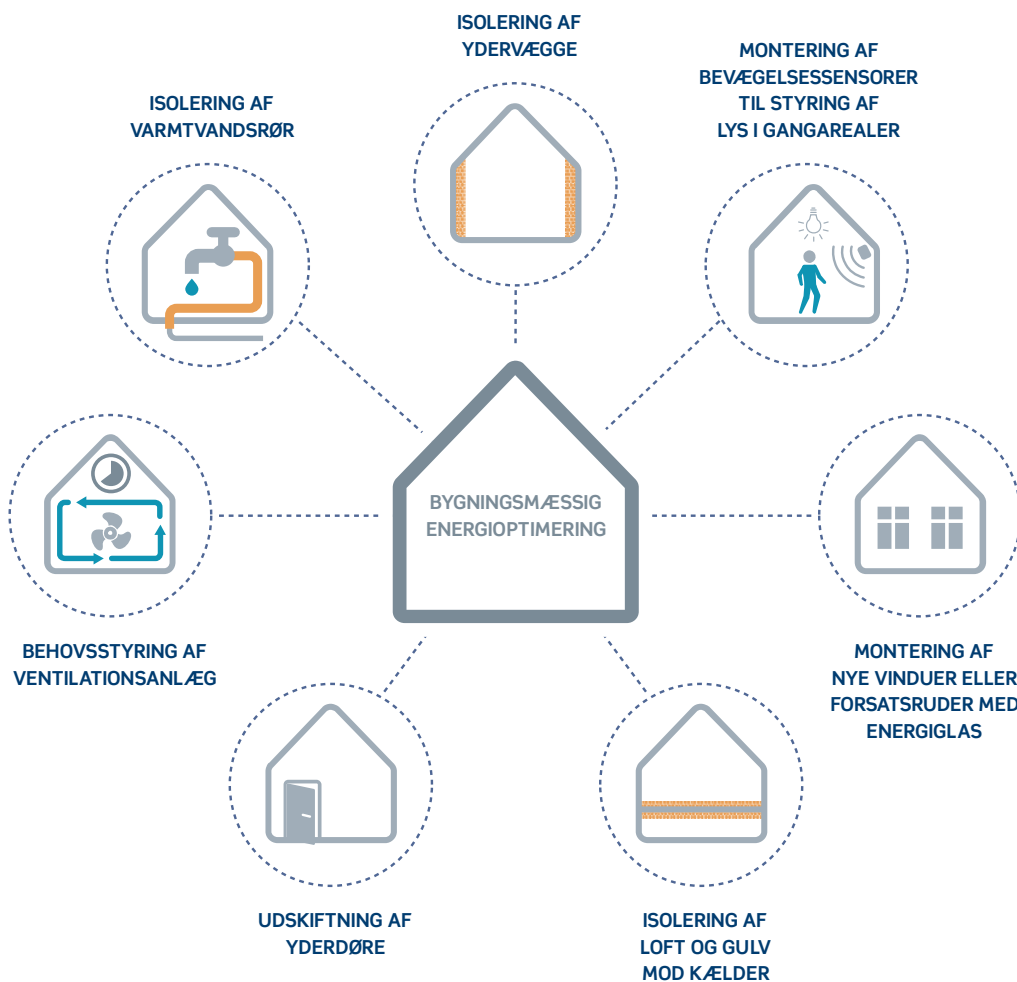 ISOLERING AF
YDERVÆGGE
MONTERING AF
BEVÆGELSESSENSORER
TIL STYRING AF
LYS I GANGAREALER
ISOLERING AF
VARMTVANDSRØR
BYGNINGSMÆSSIG
ENERGIOPTIMERING
BEHOVSSTYRING AF
VENTILATIONSANLÆG
MONTERING AF
NYE VINDUER ELLER
FORSATSRUDER MED
ENERGIGLAS
UDSKIFTNING AF
YDERDØRE
ISOLERING AF
LOFT OG GULV
MOD KÆLDER